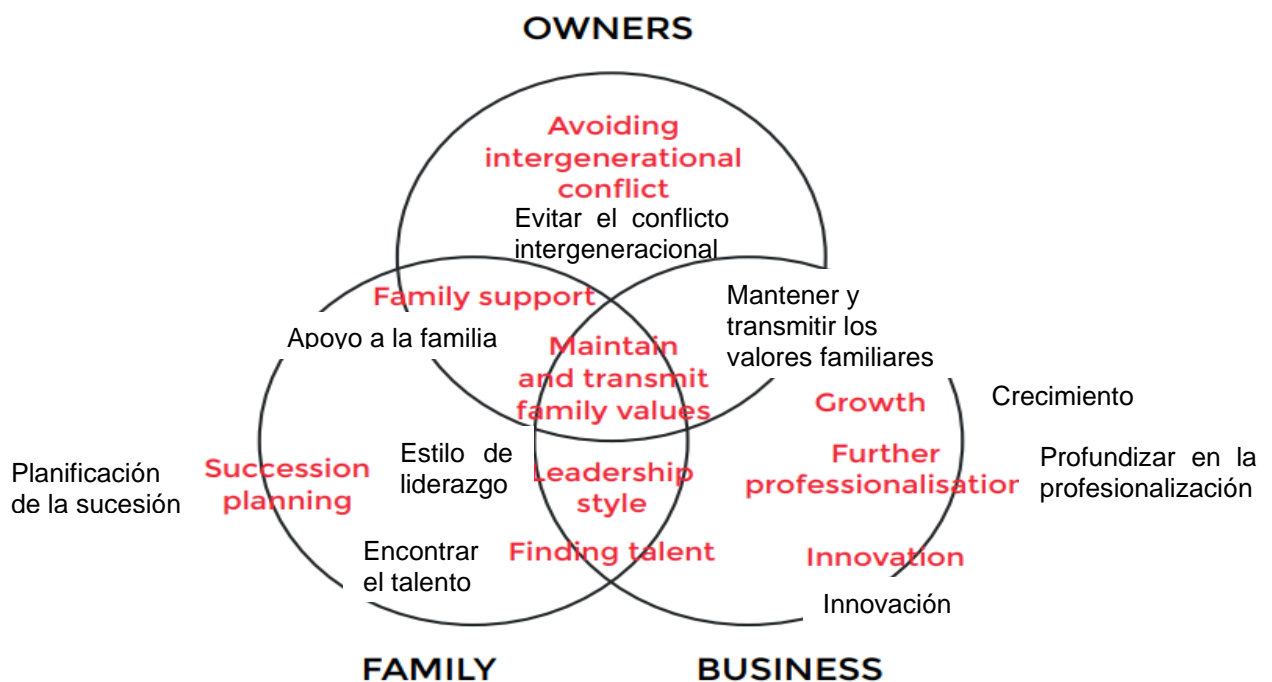 OWNERS
Avoiding
intergenerational
conflict
Evitar el conflicto
intergeneracional
Family support
Apoyo a la familia
Mantener y
transmitir los
valores familiares
Maintain
and transmit
family values
Growth
Crecimiento
Succession
planning
Planificación
de la sucesión
Estilo de
liderazgo
Leadership
style
Further
professionalisation
Profundizar en la
profesionalización
Encontrar
el talento
Finding talent
Innovation
Innovación
FAMILY
BUSINESS